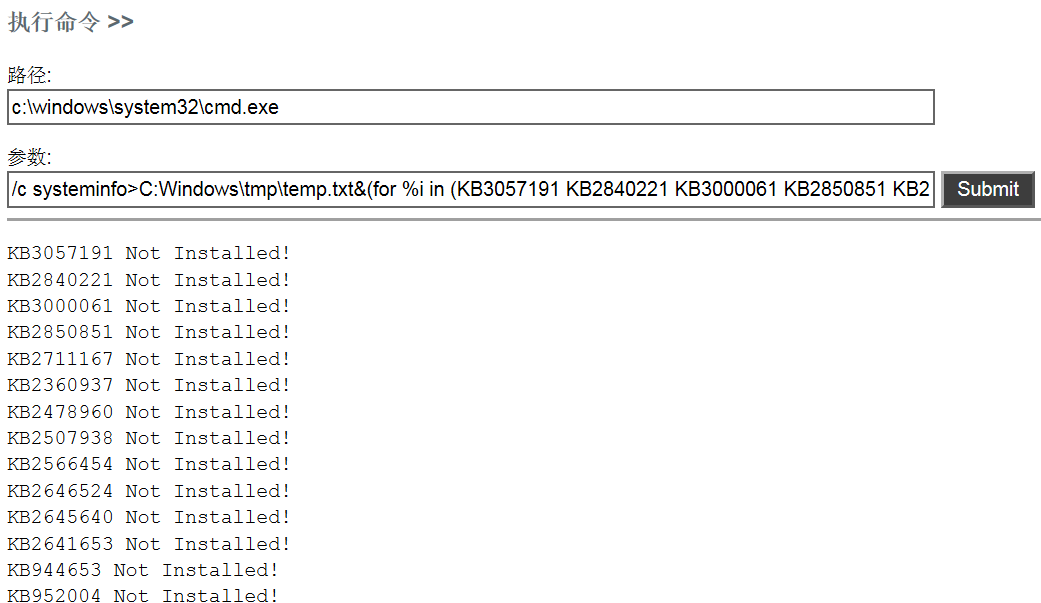 执行命令 >>
路径:
c:\windows\system32\cmd.exe
参数:
/c systeminfo>C:Windows\tmp\temp.txt&(for %i in (KB3057191 KB2840221 KB3000061 KB2850851 KB2
Submit
KB3057191 Not Installed!
KB2840221 Not Installed!
KB3000061 Not Installed!
KB2850851 Not Installed!
KB2711167 Not Installed!
KB2360937 Not Installed!
KB2478960 Not Installed!
KB2507938 Not Installed!
KB2566454 Not Installed!
KB2646524 Not Installed!
KB2645640 Not Installed!
KB2641653 Not Installed!
KB944653 Not Installed!
KB952004 Not Installed!